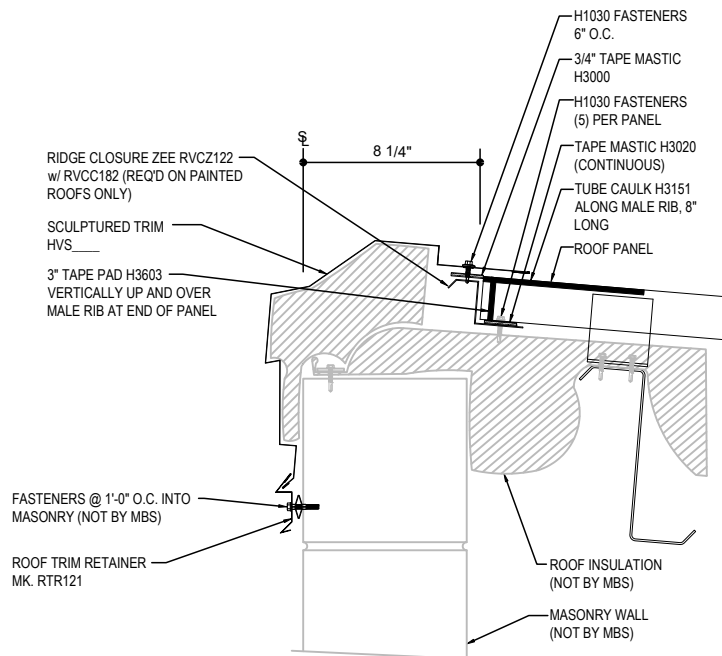 H1030 FASTENERS
6" O.C.
3/4" TAPE MASTIC
H3000
H1030 FASTENERS
(5) PER PANEL
TAPE MASTIC H3020
(CONTINUOUS)
TUBE CAULK H3151
ALONG MALE RIB, 8"
LONG
ROOF PANEL
SL
8 1/4"
RIDGE CLOSURE ZEE RVCZ122
w/ RVCC182 (REQ'D ON PAINTED
ROOFS ONLY)
SCULPTURED TRIM
HVS____
3" TAPE PAD H3603
VERTICALLY UP AND OVER
MALE RIB AT END OF PANEL
FASTENERS @ 1'-0" O.C. INTO
MASONRY (NOT BY MBS)
ROOF TRIM RETAINER
MK. RTR121
ROOF INSULATION
(NOT BY MBS)
MASONRY WALL
(NOT BY MBS)